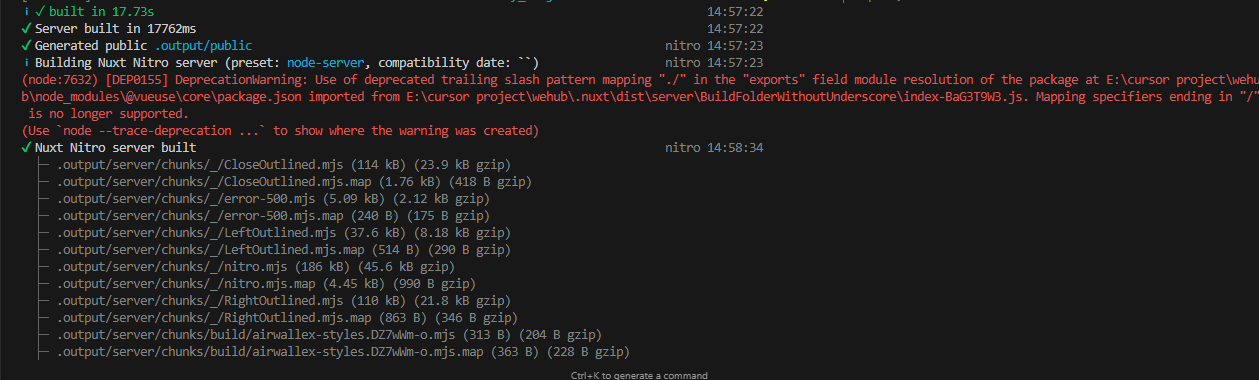 i ✓ built in 17.73s 14:57:22
✓ Server built in 17762ms 14:57:22
✓ Generated public .output/public nitro 14:57:23
i Building Nuxt Nitro server (preset: node-server, compatibility date: ``) nitro 14:57:23
(node:7632) [DEP0155] DeprecationWarning: Use of deprecated trailing slash pattern mapping "./" in the "exports" field module resolution of the package at E:\cursor project\wehu
b\node_modules\@vueuse\core\package.json imported from E:\cursor project\wehub\.nuxt\dist\server\BuildFolderWithoutUnderscore\index-BaG3T9W3.js. Mapping specifiers ending in "/"
is no longer supported.
(Use `node --trace-deprecation ...` to show where the warning was created)
✓ Nuxt Nitro server built nitro 14:58:34
├─ .output/server/chunks/_/CloseOutlined.mjs (114 kB) (23.9 kB gzip)
├─ .output/server/chunks/_/CloseOutlined.mjs.map (1.76 kB) (418 B gzip)
├─ .output/server/chunks/_/error-500.mjs (5.09 kB) (2.12 kB gzip)
├─ .output/server/chunks/_/error-500.mjs.map (240 B) (175 B gzip)
├─ .output/server/chunks/_/LeftOutlined.mjs (37.6 kB) (8.18 kB gzip)
├─ .output/server/chunks/_/LeftOutlined.mjs.map (514 B) (290 B gzip)
├─ .output/server/chunks/_/nitro.mjs (186 kB) (45.6 kB gzip)
├─ .output/server/chunks/_/nitro.mjs.map (4.45 kB) (990 B gzip)
├─ .output/server/chunks/_/RightOutlined.mjs (110 kB) (21.8 kB gzip)
├─ .output/server/chunks/_/RightOutlined.mjs.map (863 B) (346 B gzip)
├─ .output/server/chunks/build/airwallex-styles.DZ7wWm-o.mjs (313 B) (204 B gzip)
├─ .output/server/chunks/build/airwallex-styles.DZ7wWm-o.mjs.map (363 B) (228 B gzip)
Ctrl+K to generate a command